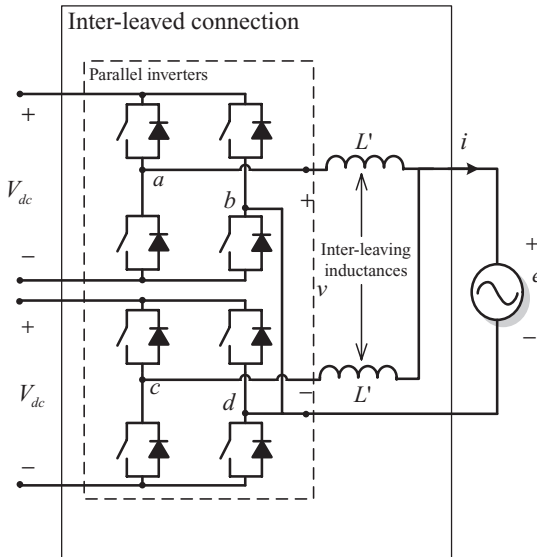 Inter-leaved connection
Parallel inverters
+
V_dc
−
a
b
+
v
−
L'
i
Inter-leaving
inductances
+
e
−
+
V_dc
−
c
d
L'